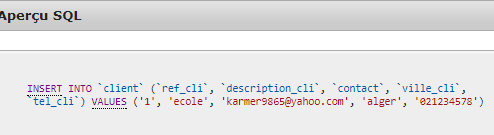 Aperçu SQL
INSERT INTO `client` (`ref_cli`, `description_cli`, `contact`, `ville_cli`,
`tel_cli`) VALUES ('1', 'ecole', 'karmer9865@yahoo.com', 'alger', '021234578')